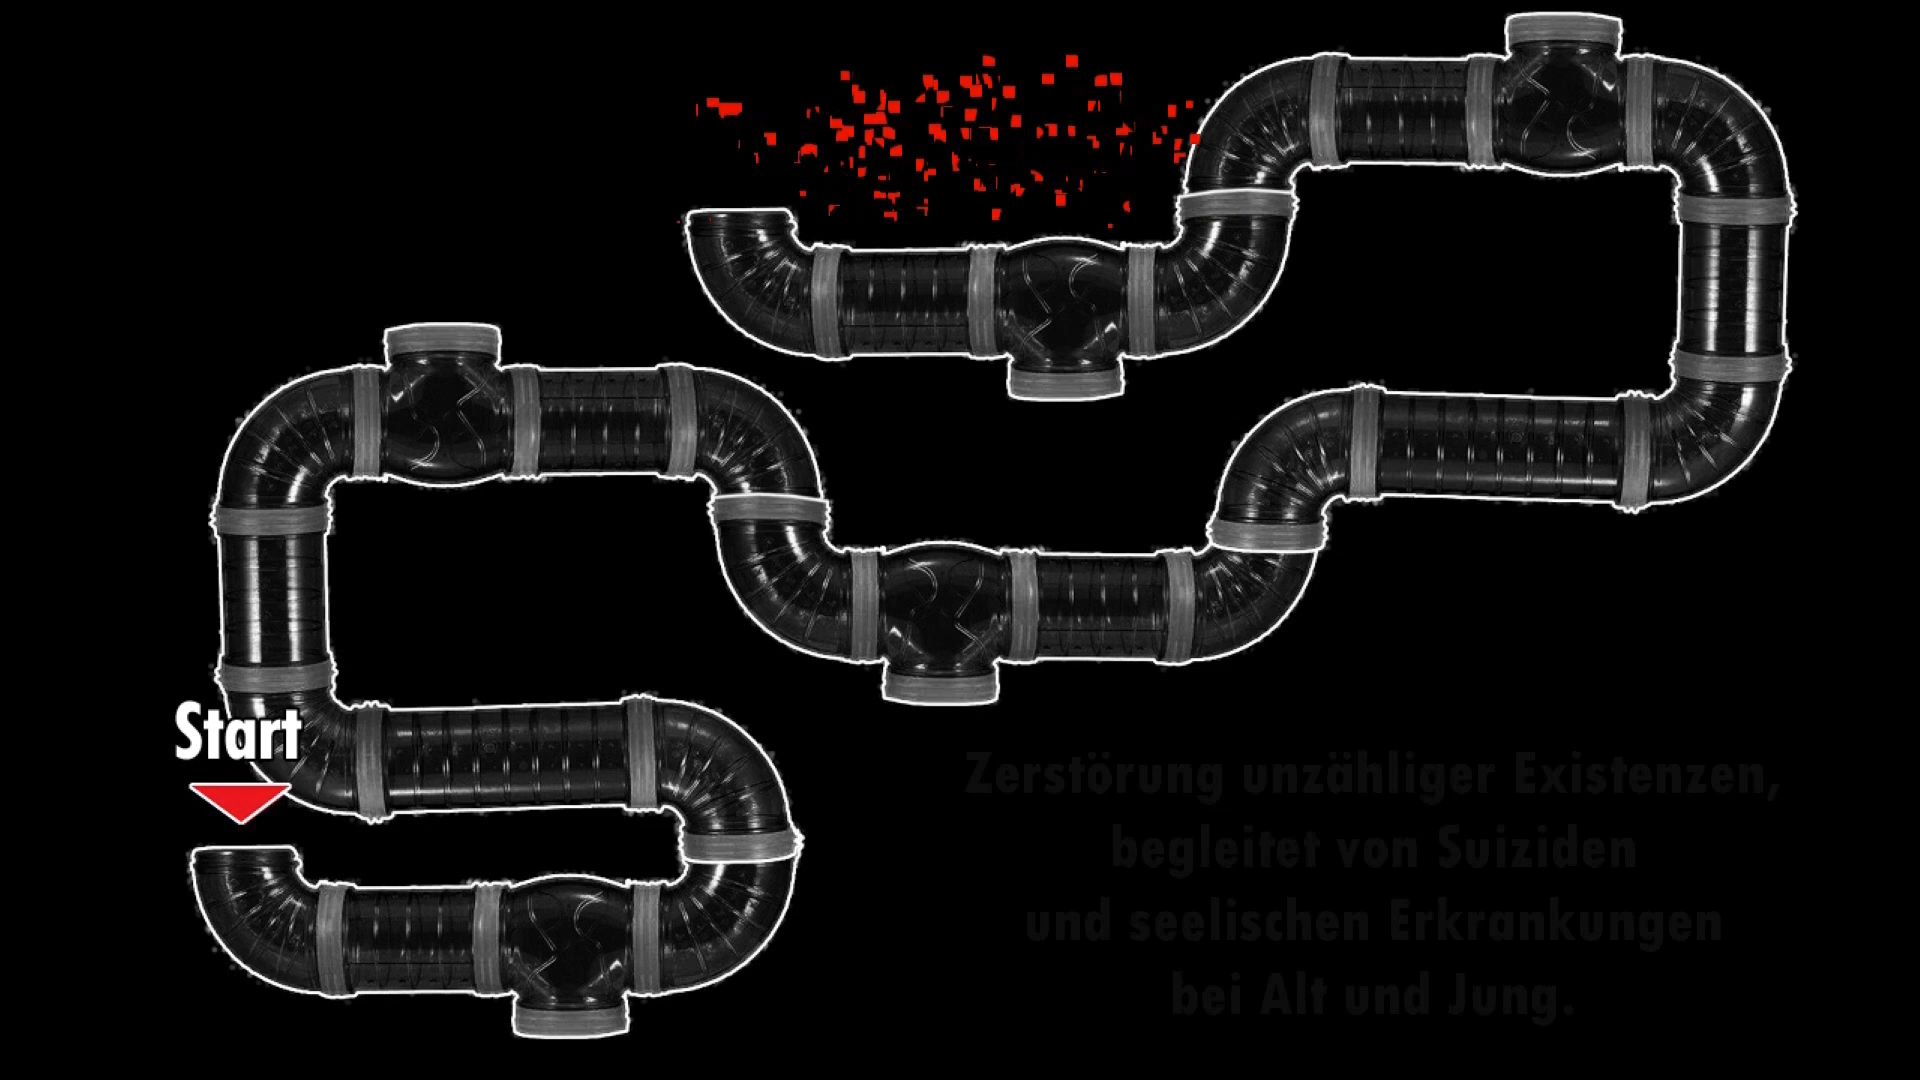 Start
Zerstörung unzähliger Existenzen,
begleitet von Suiziden
und seelischen Erkrankungen
bei Alt und Jung.